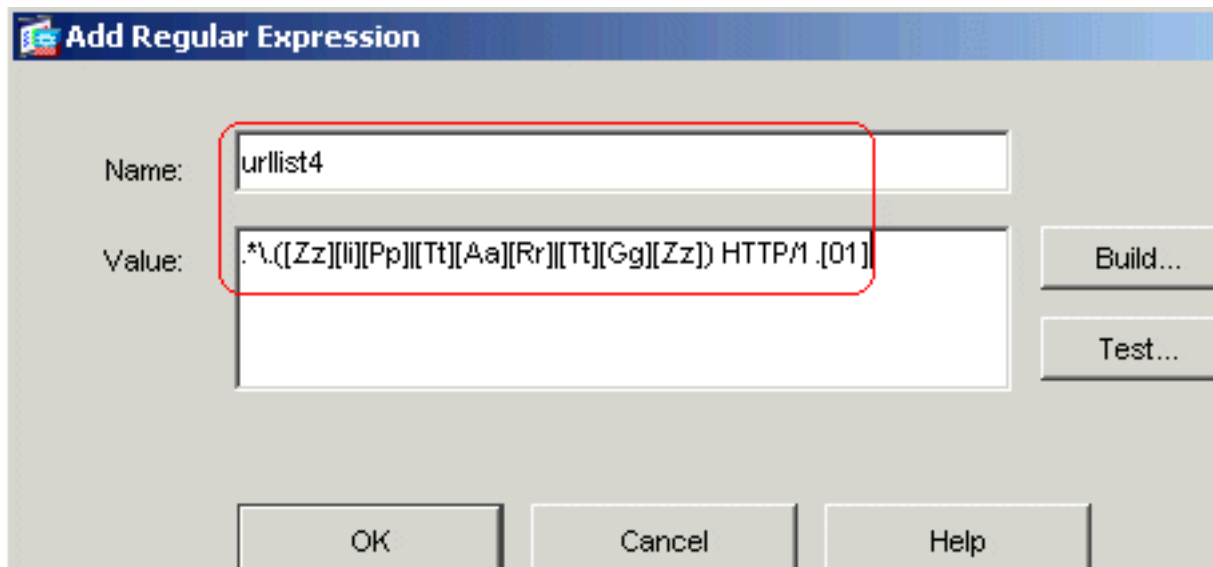 Add Regular Expression
Name:
urllist4
Value:
.*\.([Zz][Ii][Pp]|[Tt][Aa][Rr]|[Tt][Gg][Zz]) HTTP/1.[01]
Build...
Test...
OK
Cancel
Help